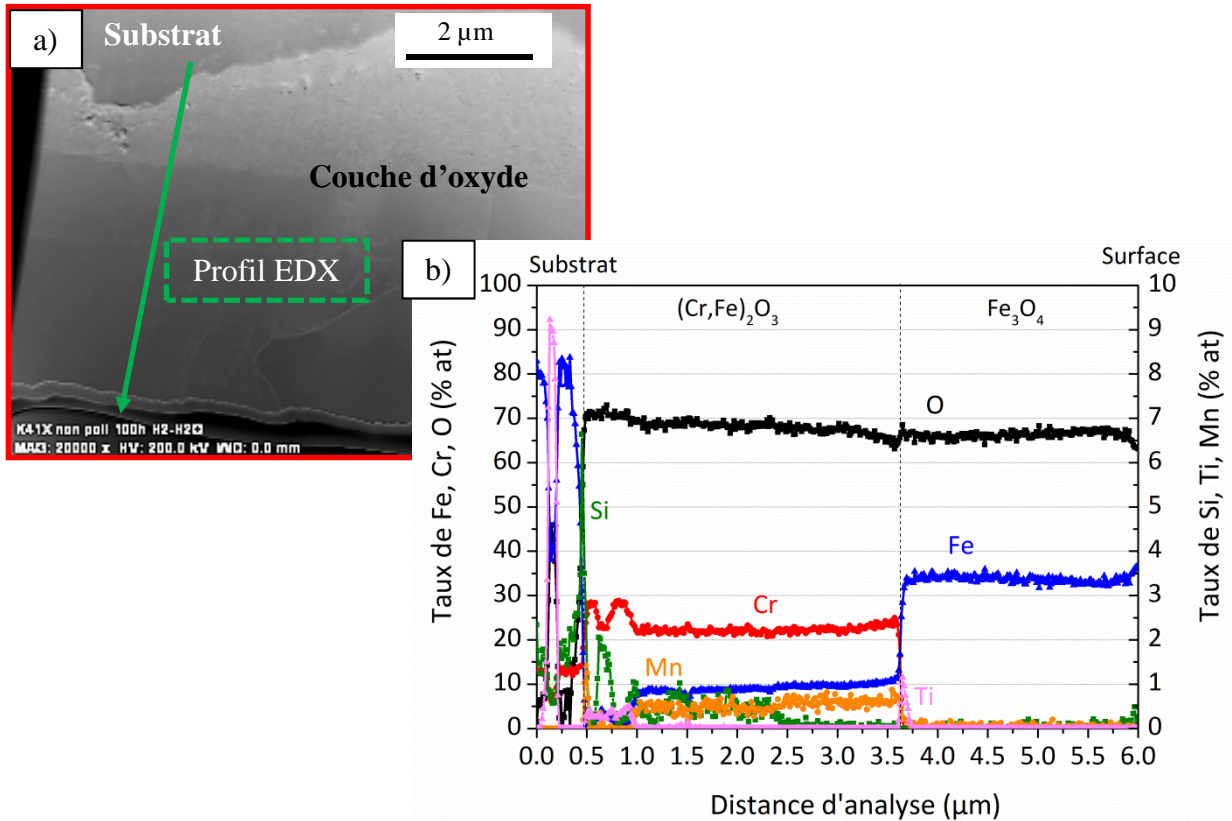 a)
Substrat
2 µm
Couche d'oxyde
Profil EDX
K41X non poli 100h H2-H2O
MAG: 20000 x HV: 200.0 kV WD: 0.0 mm
b)
Substrat
Surface
(Cr,Fe)₂O₃
Fe₃O₄
100
90
80
70
60
50
40
30
20
10
0
Taux de Fe, Cr, O (% at)
10
9
8
7
6
5
4
3
2
1
0
Taux de Si, Ti, Mn (% at)
O
Si
Fe
Cr
Mn
Ti
0.0 0.5 1.0 1.5 2.0 2.5 3.0 3.5 4.0 4.5 5.0 5.5 6.0
Distance d'analyse (µm)